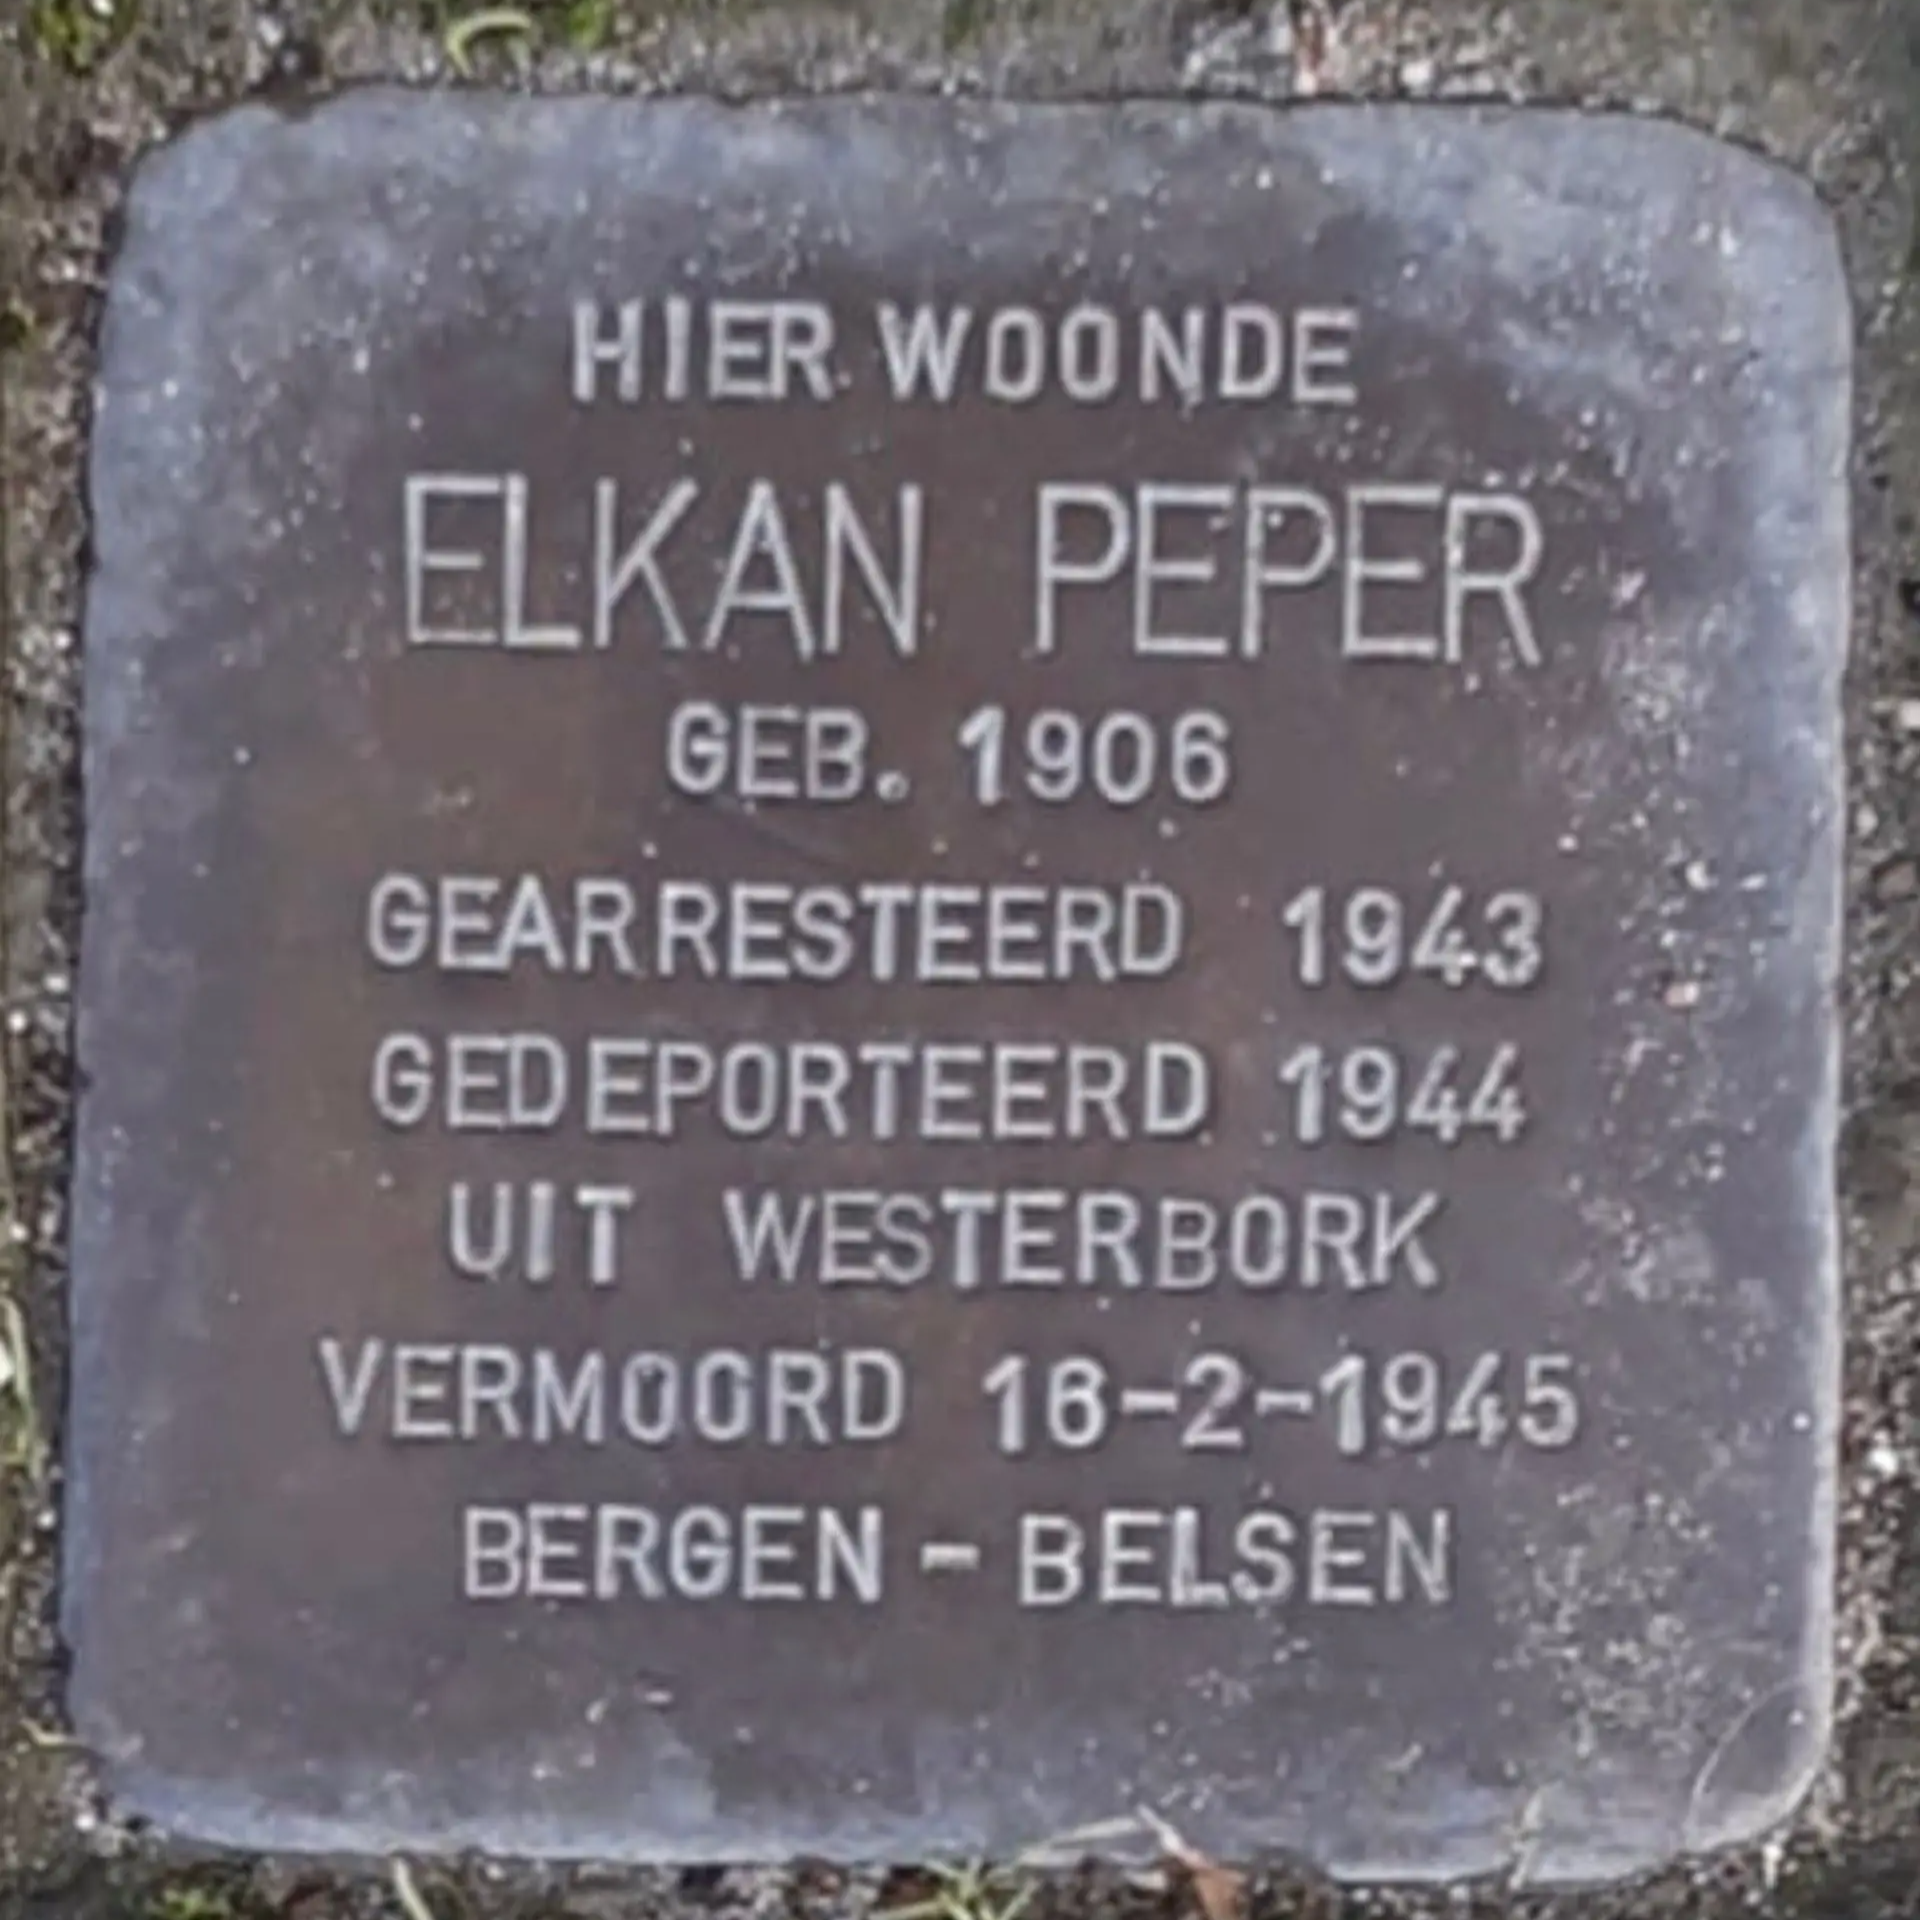 HIER WOONDE
ELKAN PEPER
GEB. 1906
GEARRESTEERD 1943
GEDEPORTEERD 1944
UIT WESTERBORK
VERMOORD 16-2-1945
BERGEN-BELSEN